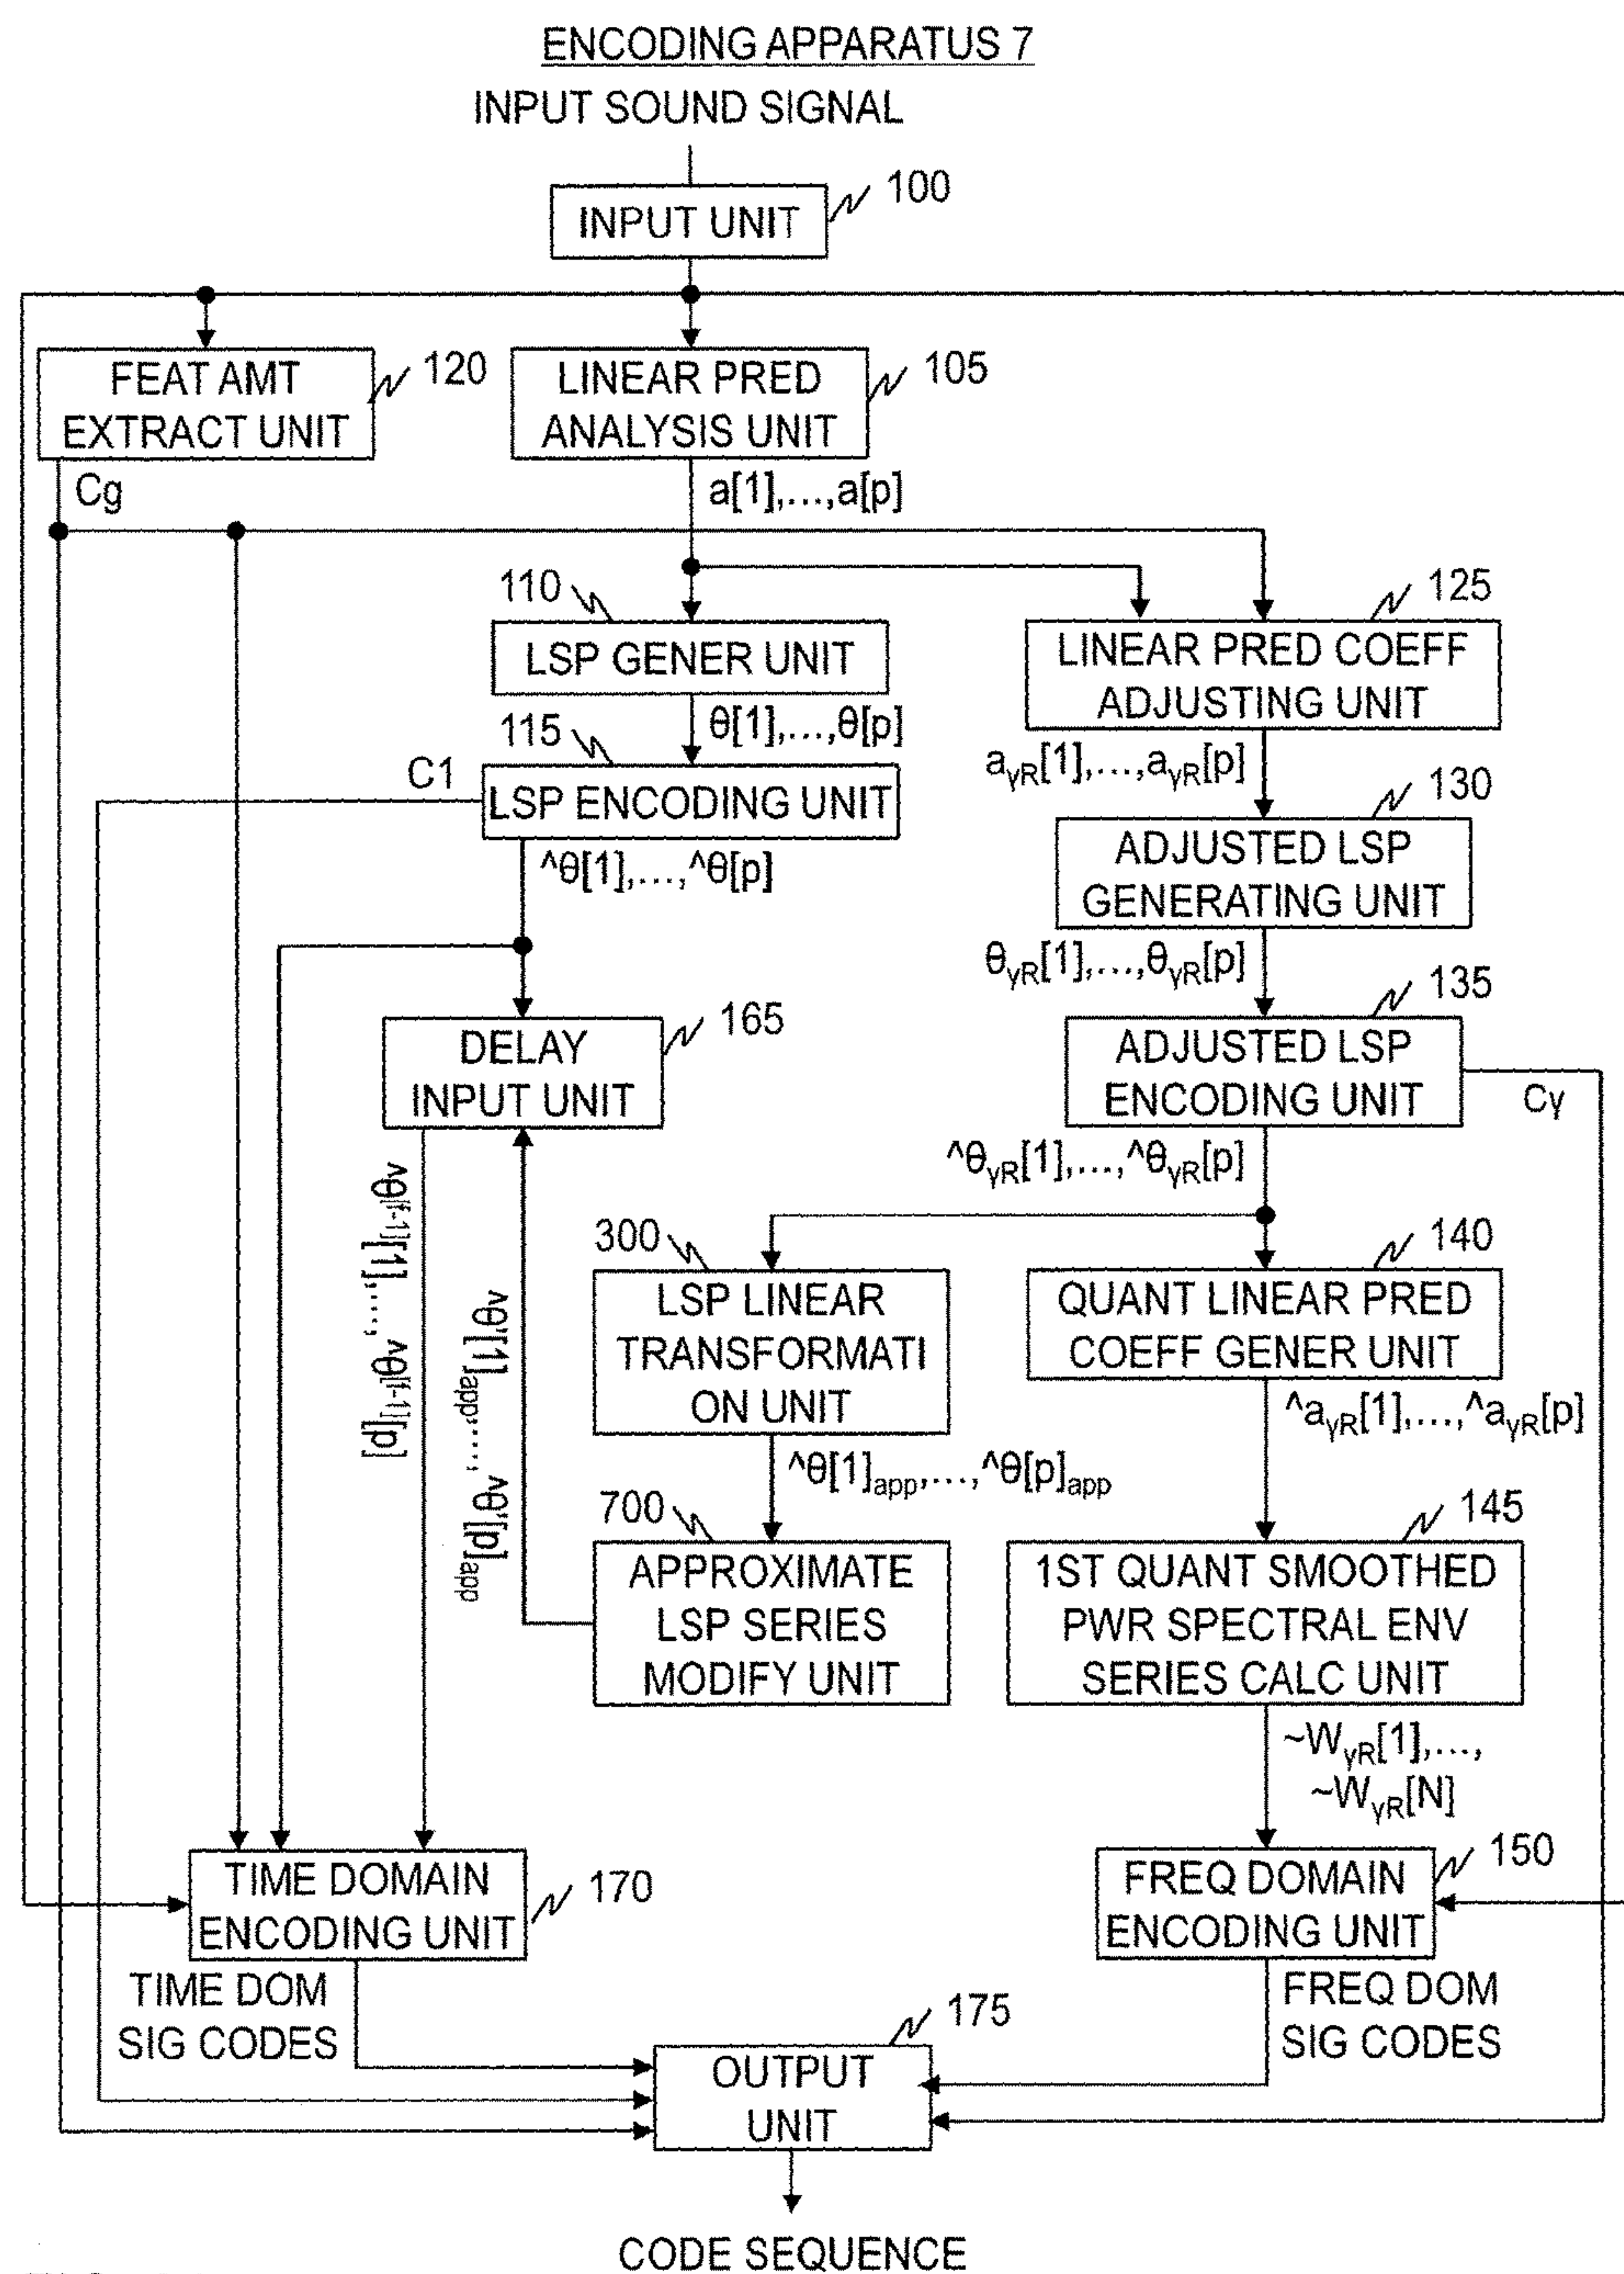 ENCODING APPARATUS 7
INPUT SOUND SIGNAL
INPUT UNIT
100
FEAT AMT
EXTRACT UNIT
120
LINEAR PRED
ANALYSIS UNIT
105
Cg
a[1],...,a[p]
110
LSP GENER UNIT
125
LINEAR PRED COEFF
ADJUSTING UNIT
θ[1],...,θ[p]
115
C1
LSP ENCODING UNIT
aγR[1],...,aγR[p]
130
ADJUSTED LSP
GENERATING UNIT
^θ[1],...,^θ[p]
θγR[1],...,θγR[p]
135
ADJUSTED LSP
ENCODING UNIT
Cγ
165
DELAY
INPUT UNIT
^θγR[1],...,^θγR[p]
^θ[f-1][1],...,^θ[f-1][p]
^θ'[1]app,...,^θ'[p]app
300
LSP LINEAR
TRANSFORMATI
ON UNIT
140
QUANT LINEAR PRED
COEFF GENER UNIT
^aγR[1],...,^aγR[p]
^θ[1]app,...,^θ[p]app
700
APPROXIMATE
LSP SERIES
MODIFY UNIT
145
1ST QUANT SMOOTHED
PWR SPECTRAL ENV
SERIES CALC UNIT
~WγR[1],...,
~WγR[N]
TIME DOMAIN
ENCODING UNIT
170
FREQ DOMAIN
ENCODING UNIT
150
TIME DOM
SIG CODES
FREQ DOM
SIG CODES
175
OUTPUT
UNIT
CODE SEQUENCE